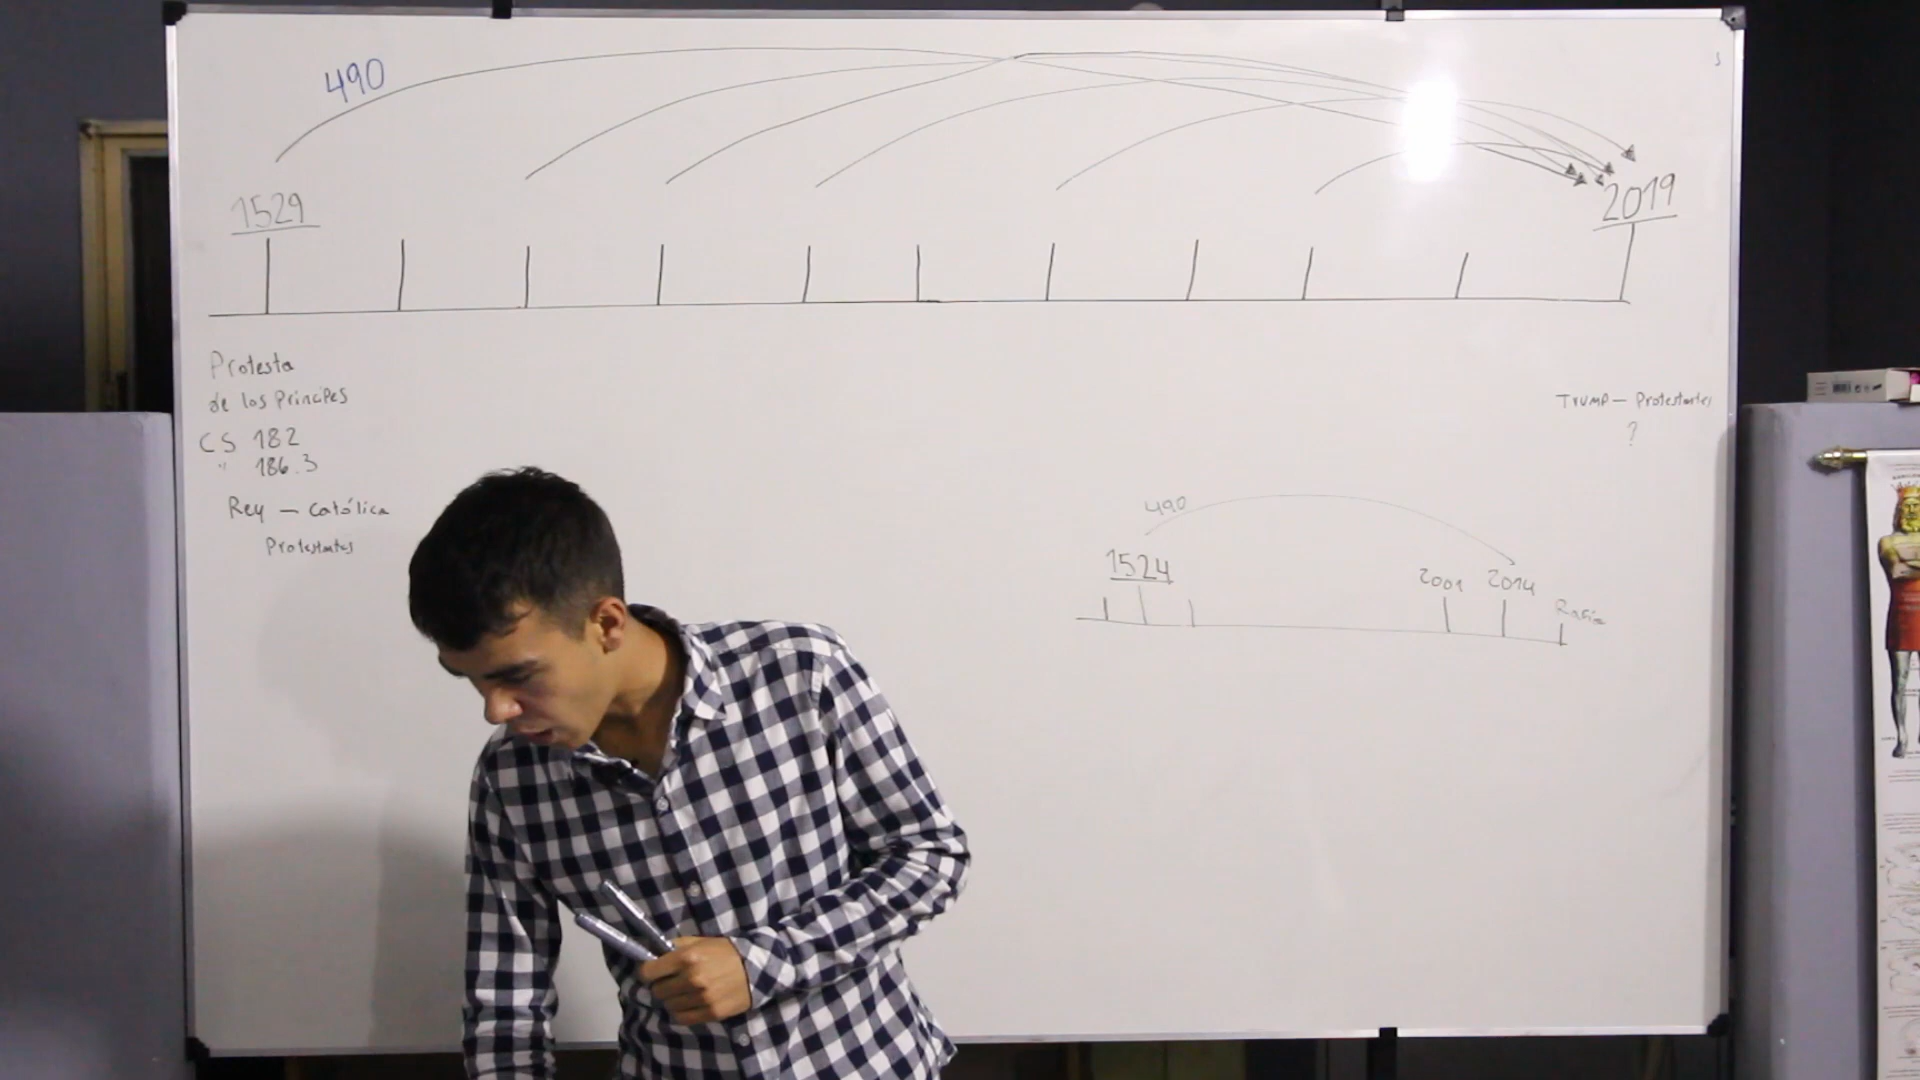 490
1529
2019
Protesta
de los Principes
CS 182
" 186.3
Rey – Católica
Protestantes
Trump – Protestantes
?
490
1524
2001
2014
Rafia